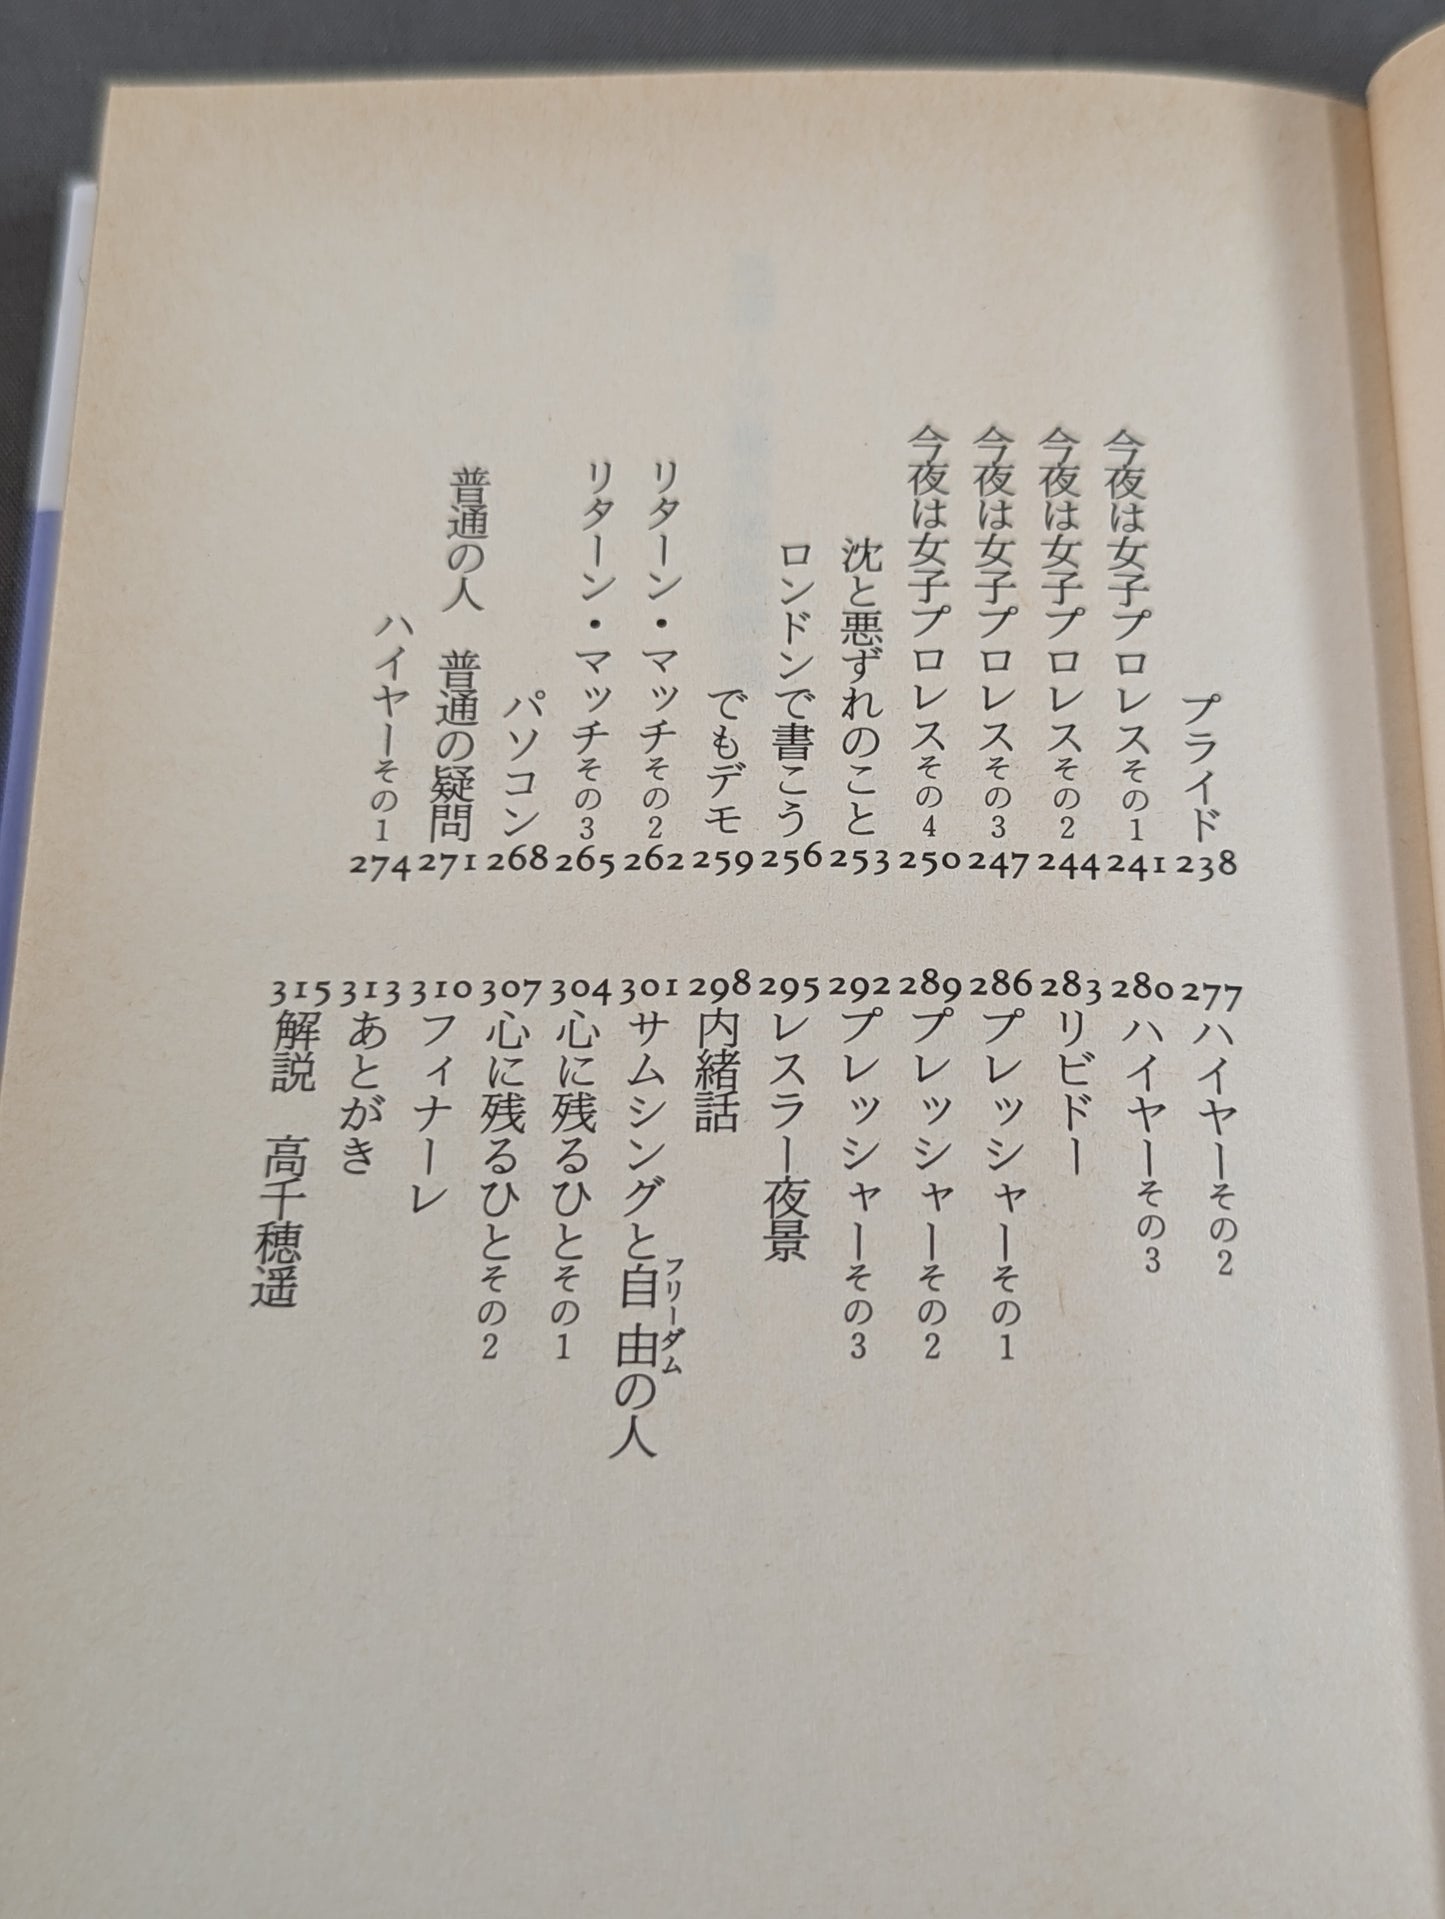 プライド 238
今夜は女子プロレスその1 241
今夜は女子プロレスその2 244
今夜は女子プロレスその3 247
今夜は女子プロレスその4 250
沈と悪ずれのこと 253
ロンドンで書こう 256
でもデモ 259
リターン・マッチその2 262
リターン・マッチその3 265
パソコン 268
普通の人 普通の疑問 271
ハイヤーその1 274
277 ハイヤーその2
280 ハイヤーその3
283 リビドー
286 プレッシャーその1
289 プレッシャーその2
292 プレッシャーその3
295 レスラー夜景
298 内緒話
301 サムシングと自由の人
フリーダム
304 心に残るひとその1
307 心に残るひとその2
310 フィナーレ
313 あとがき
315 解説 高千穂遥